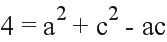 4 = a² + c² - ac